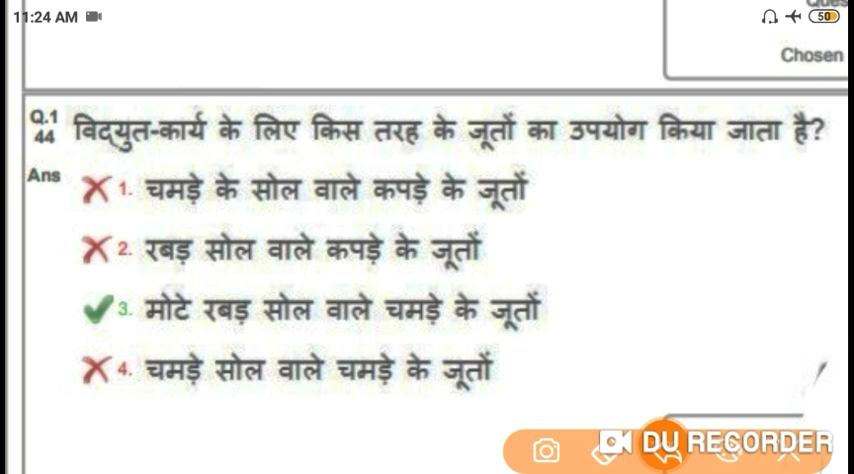 11:24 AM
50
Chosen
Q.1 विद्युत-कार्य के लिए किस तरह के जूतों का उपयोग किया जाता है?
44
Ans
1. चमड़े के सोल वाले कपड़े के जूतों
2. रबड़ सोल वाले कपड़े के जूतों
3. मोटे रबड़ सोल वाले चमड़े के जूतों
4. चमड़े सोल वाले चमड़े के जूतों
DU RECORDER